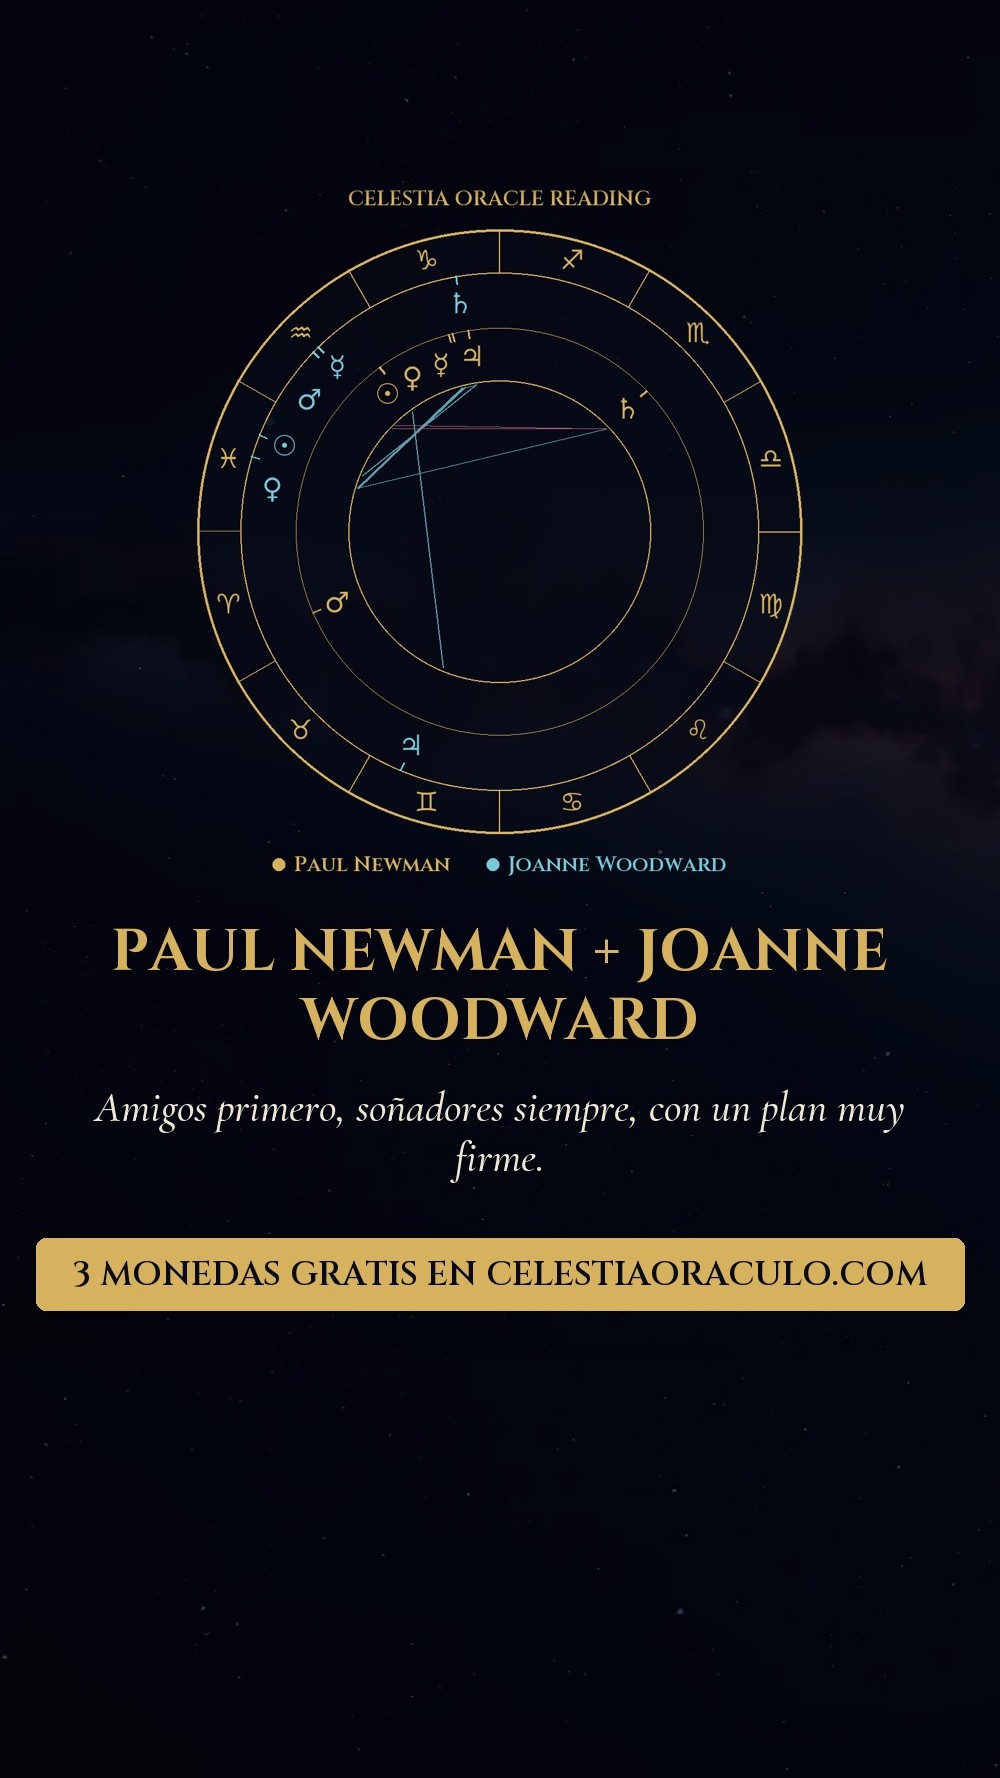 CELESTIA ORACLE READING
PAUL NEWMAN
JOANNE WOODWARD
PAUL NEWMAN + JOANNE
WOODWARD
Amigos primero, soñadores siempre, con un plan muy
firme.
3 MONEDAS GRATIS EN CELESTIAORACULO.COM